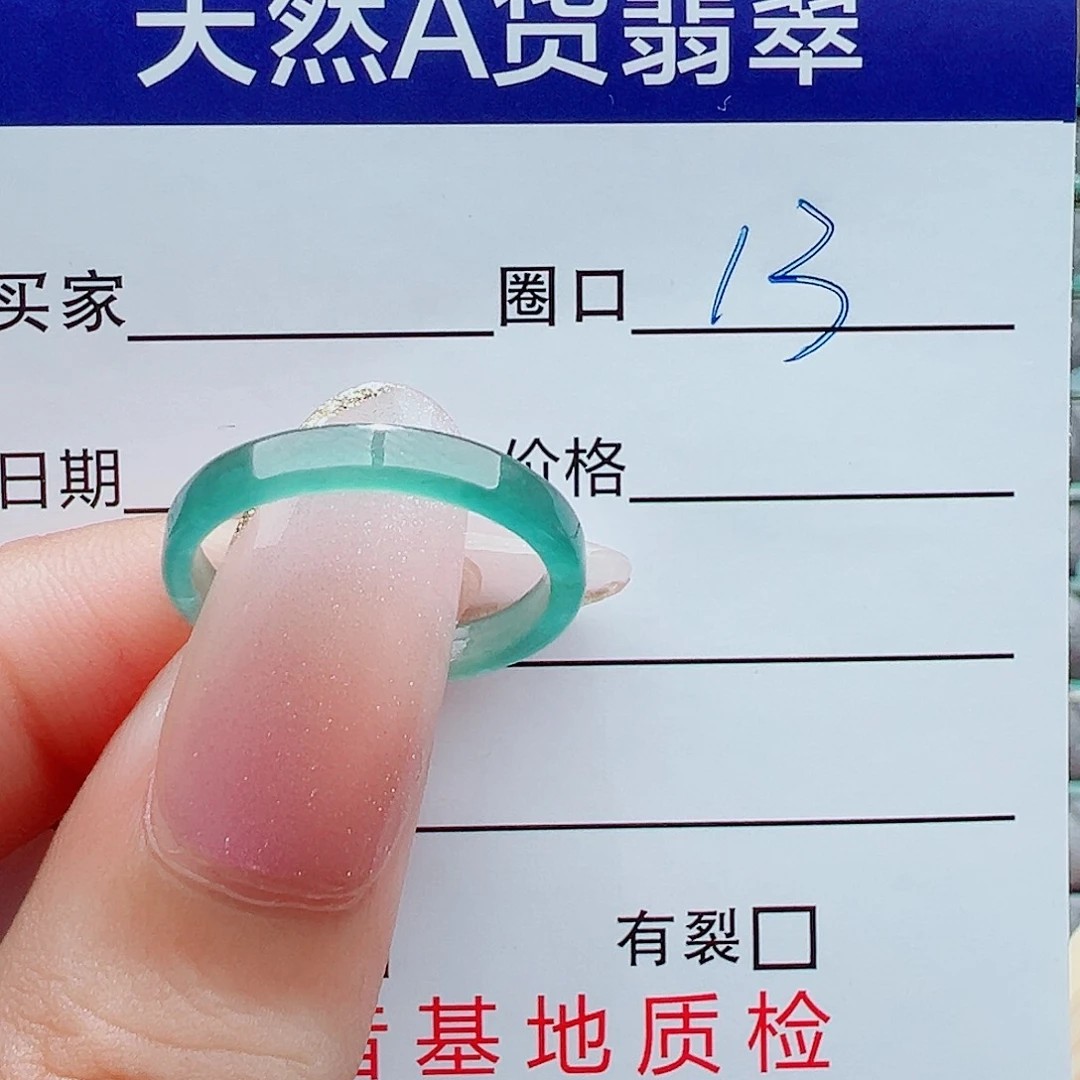 天然A货翡翠
买家 圈口 13
日期 价格
有裂
基地质检